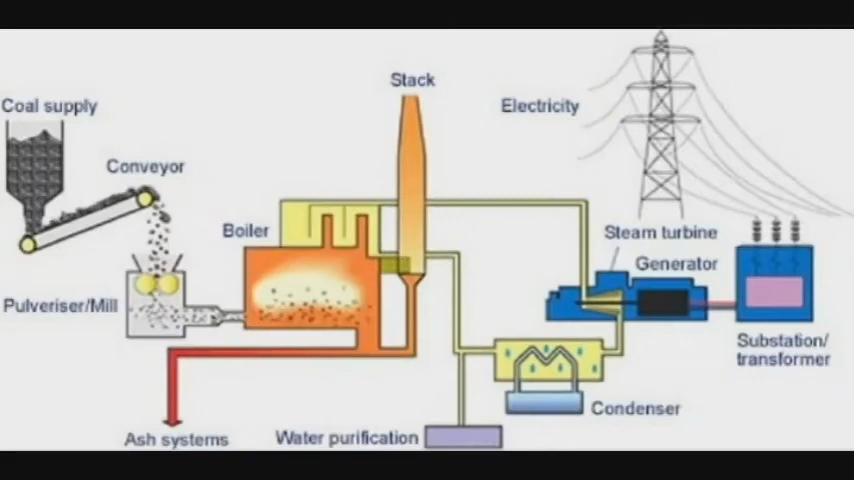 Stack
Coal supply
Electricity
Conveyor
Boiler
Steam turbine
Generator
Pulveriser/Mill
Substation/
transformer
Condenser
Ash systems
Water purification